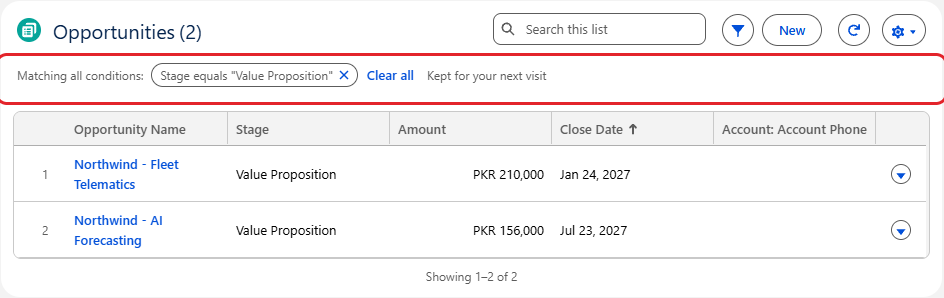 Opportunities (2)
Search this list
New
Matching all conditions: Stage equals "Value Proposition" Clear all Kept for your next visit
Opportunity Name Stage Amount Close Date Account: Account Phone
1 Northwind - Fleet Telematics Value Proposition PKR 210,000 Jan 24, 2027
2 Northwind - AI Forecasting Value Proposition PKR 156,000 Jul 23, 2027
Showing 1–2 of 2